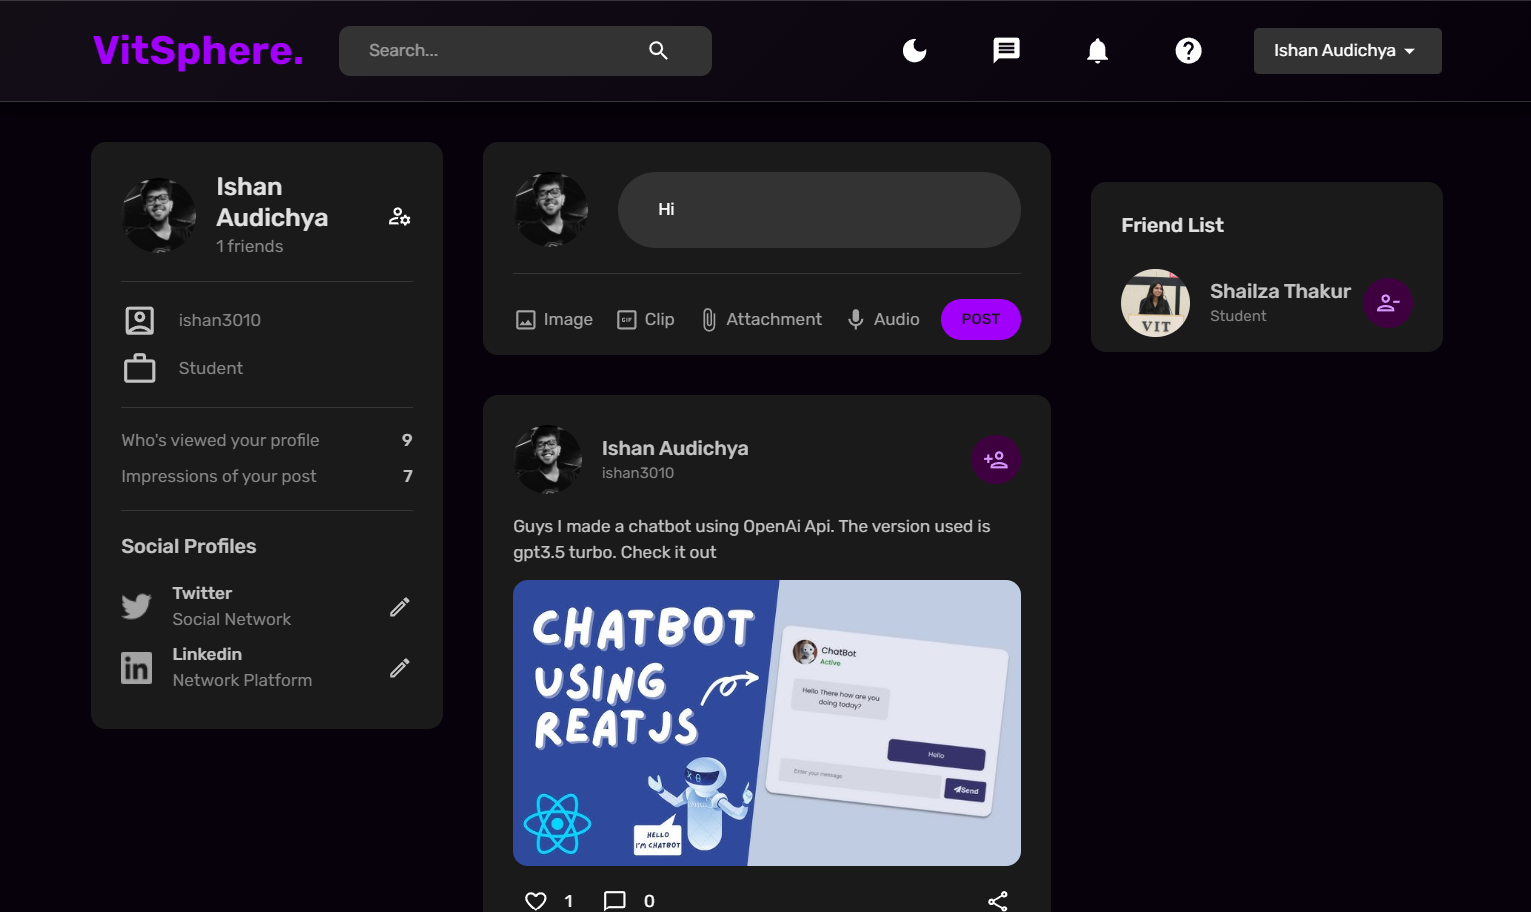 VitSphere.
Search...
Ishan Audichya
Ishan
Audichya
1 friends
ishan3010
Student
Who's viewed your profile 9
Impressions of your post 7
Social Profiles
Twitter
Social Network
Linkedin
Network Platform
Hi
Image GIF Clip Attachment Audio POST
Ishan Audichya
ishan3010
Guys I made a chatbot using OpenAi Api. The version used is
gpt3.5 turbo. Check it out
CHATBOT
USING
REATJS
HELLO
I'M CHATBOT
ChatBot
Active
Hello There how are you
doing today?
Hello
Enter your message
Send
1 0
Friend List
VIT
Shailza Thakur
Student